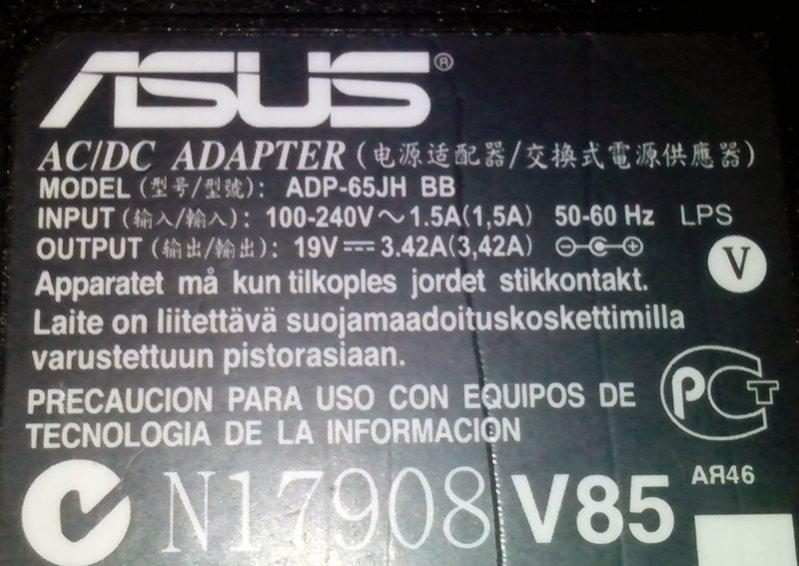 ASUS®
AC/DC ADAPTER (电源适配器/交換式電源供應器)
MODEL (型号/型號): ADP-65JH BB
INPUT (输入/輸入): 100-240V～1.5A(1,5A) 50-60 Hz LPS
OUTPUT (输出/輸出): 19V⎓3.42A(3,42A)
V
Apparatet må kun tilkoples jordet stikkontakt.
Laite on liitettävä suojamaadoituskoskettimilla
varustettuun pistorasiaan.
PRECAUCION PARA USO CON EQUIPOS DE
TECNOLOGIA DE LA INFORMACION
PCT
N17908 V85
АЯ46